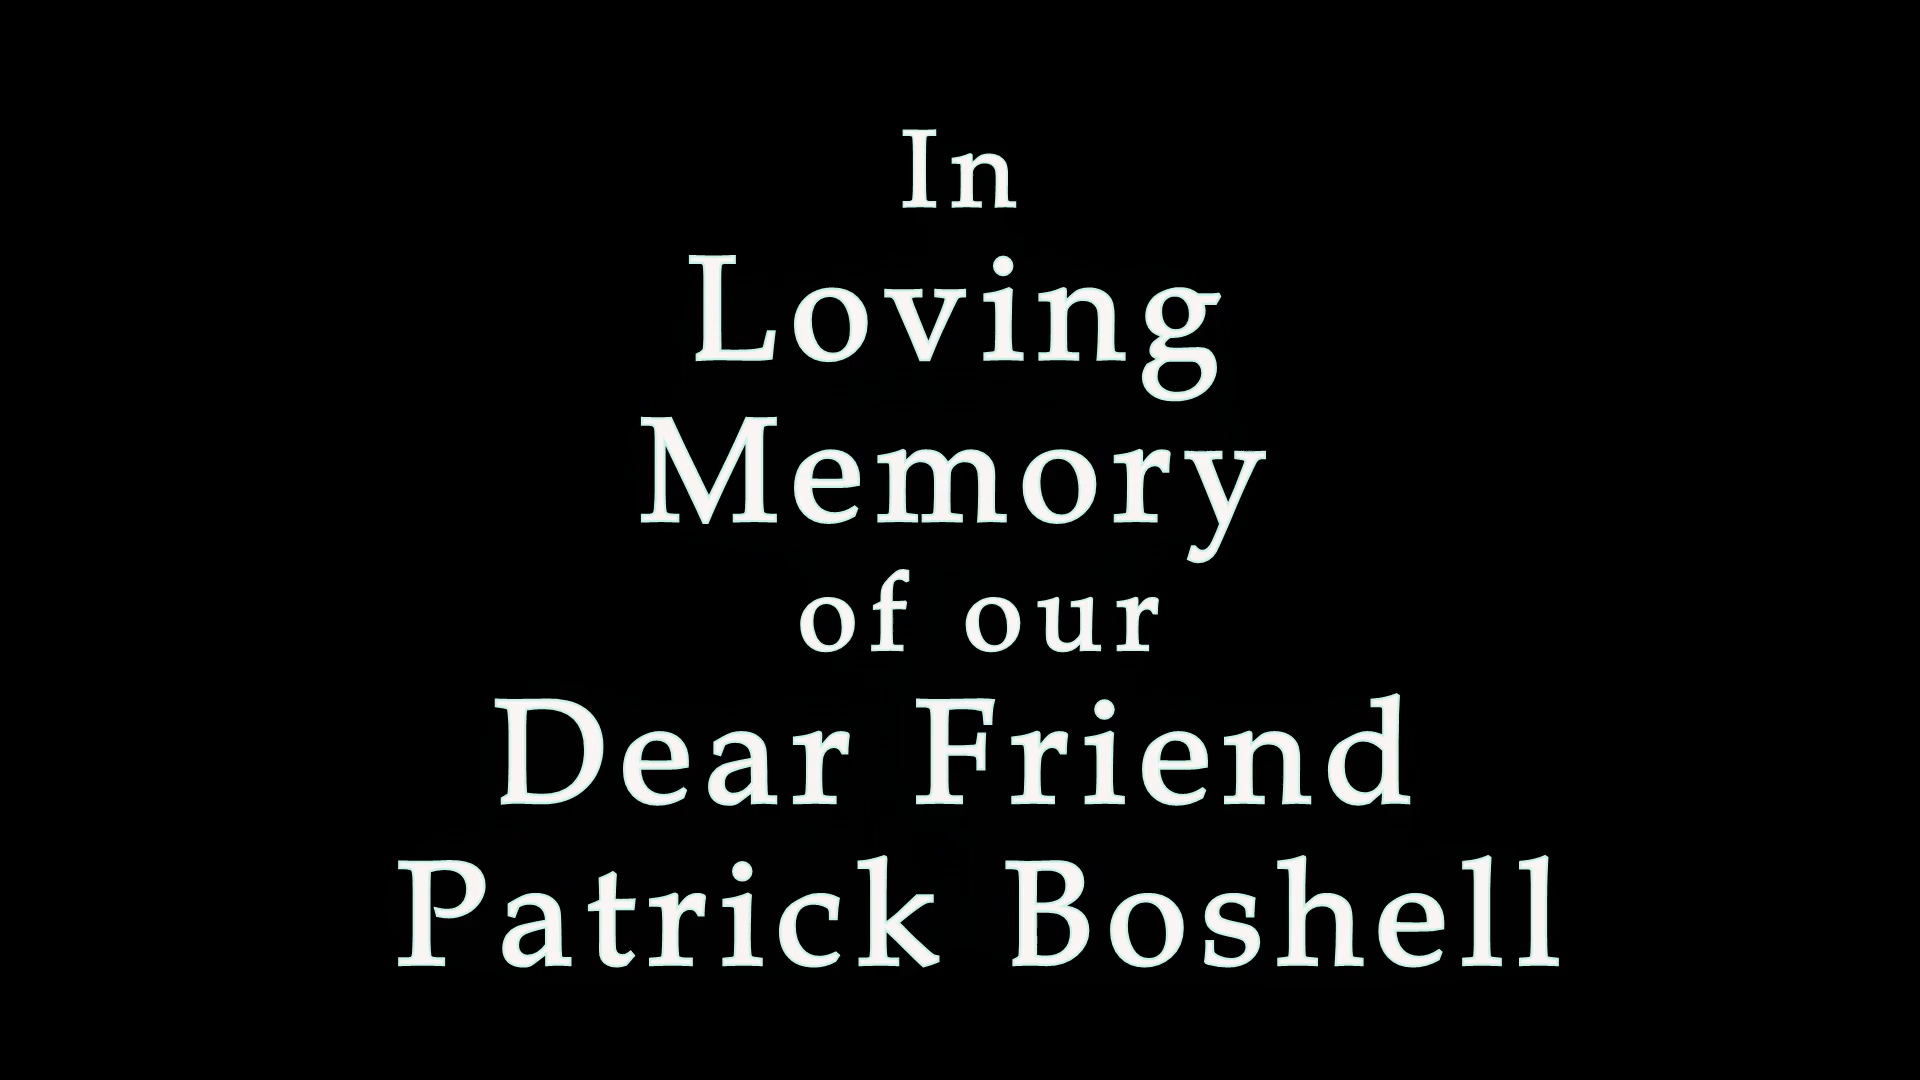 In
Loving
Memory
of our
Dear Friend
Patrick Boshell